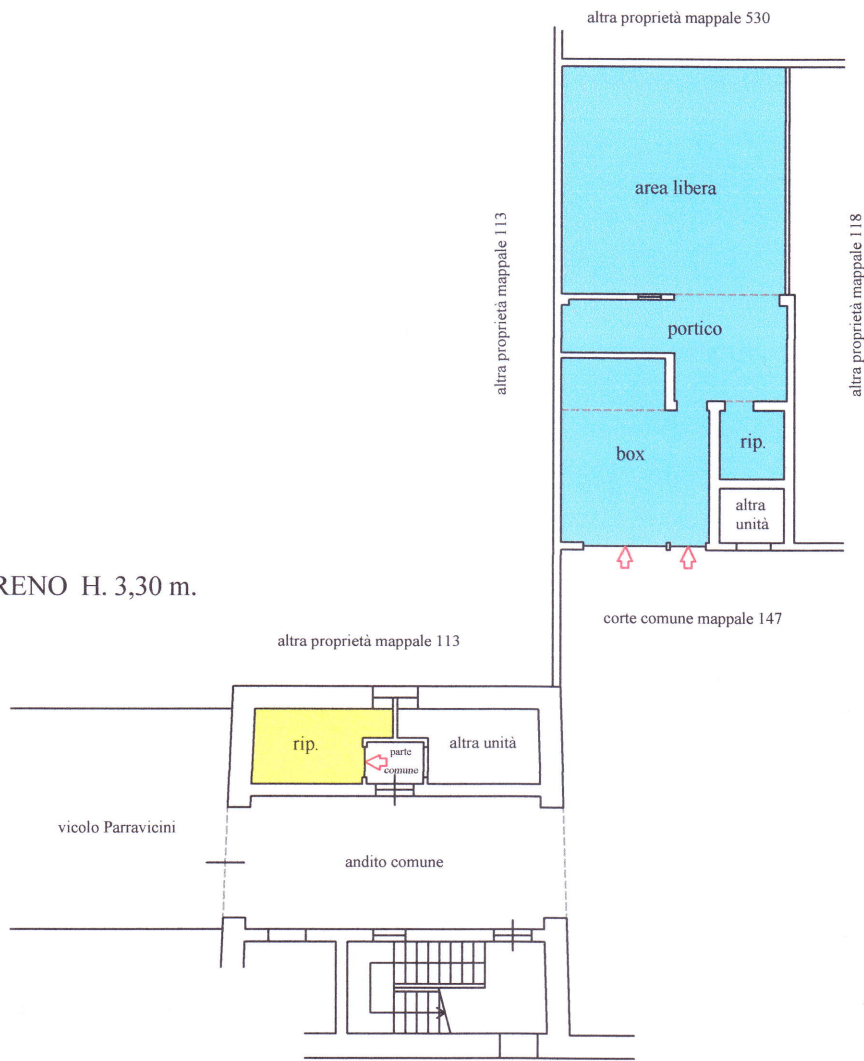 altra proprietà mappale 530
area libera
altra proprietà mappale 113
altra proprietà mappale 118
portico
box
rip.
altra
unità
RENO H. 3,30 m.
corte comune mappale 147
altra proprietà mappale 113
rip.
parte
comune
altra unità
vicolo Parravicini
andito comune